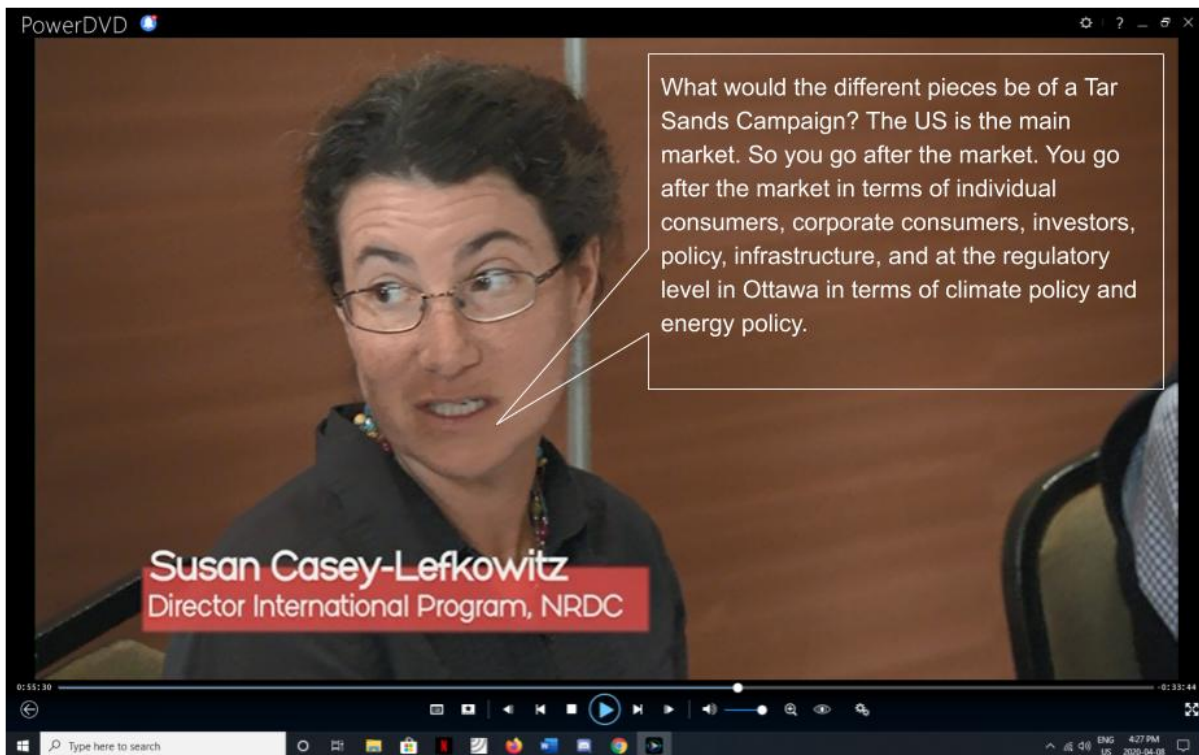 PowerDVD
What would the different pieces be of a Tar
Sands Campaign? The US is the main
market. So you go after the market. You go
after the market in terms of individual
consumers, corporate consumers, investors,
policy, infrastructure, and at the regulatory
level in Ottawa in terms of climate policy and
energy policy.
Susan Casey-Lefkowitz
Director International Program, NRDC
0:55:30
-0:33:44
Type here to search
ENG
US
4:27 PM
2020-04-08